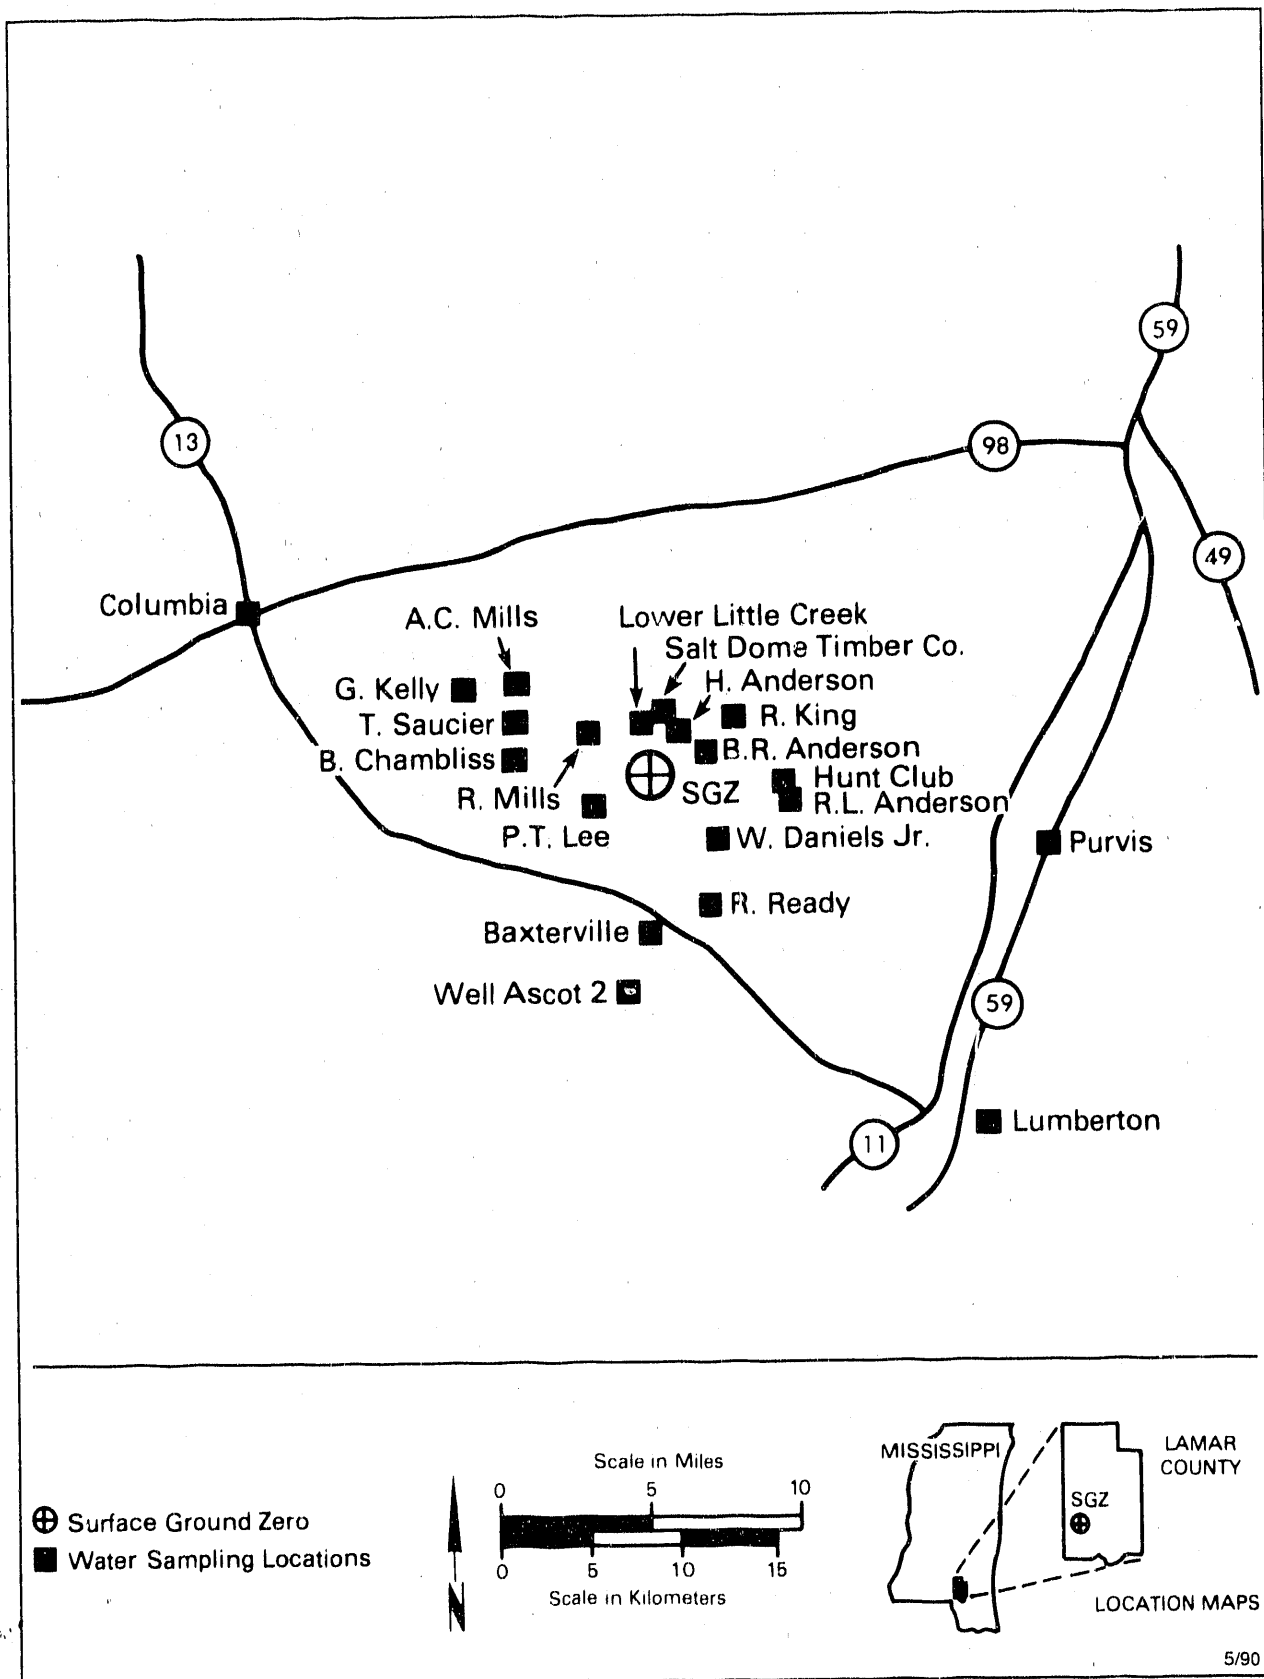 59
13
98
49
Columbia
A.C. Mills
Lower Little Creek
Salt Dome Timber Co.
G. Kelly
H. Anderson
T. Saucier
R. King
B. Chambliss
B.R. Anderson
Hunt Club
R. Mills
SGZ
R.L. Anderson
P.T. Lee
W. Daniels Jr.
Purvis
R. Ready
Baxterville
Well Ascot 2
59
Lumberton
11
Surface Ground Zero
Water Sampling Locations
N
Scale in Miles
0 5 10
0 5 10 15
Scale in Kilometers
MISSISSIPPI
LAMAR
COUNTY
SGZ
LOCATION MAPS
5/90